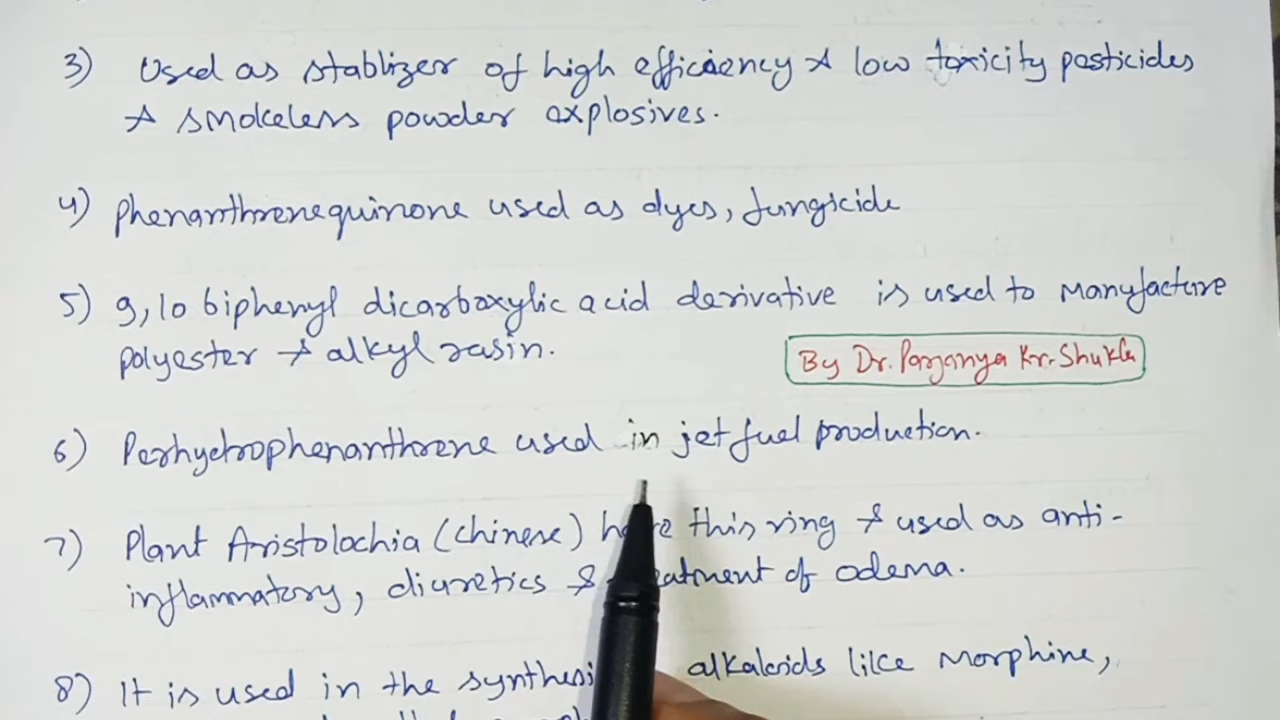 3) Used as stablizer of high efficiency & low toxicity pesticides
& smokeless powder explosives.
4) phenanthrenequinone used as dyes, fungicide
5) 9,10 biphenyl dicarboxylic acid derivative is used to manufacture
polyester & alkyl resin.
By Dr. Parjanya Kr. Shukla
6) Perhydrophenanthrene used in jet fuel production.
7) Plant Aristolochia (chinese) have this ring & used as anti-
inflammatory, diuretics & treatment of odema.
8) It is used in the synthesi alkaloids like Morphine,